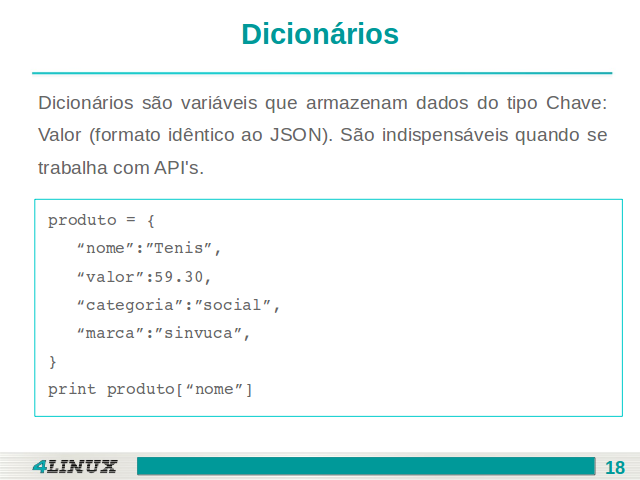 Dicionários
Dicionários são variáveis que armazenam dados do tipo Chave:
Valor (formato idêntico ao JSON). São indispensáveis quando se
trabalha com API's.
produto = {
“nome”:”Tenis”,
“valor”:59.30,
“categoria”:”social”,
“marca”:”sinvuca”,
}
print produto[“nome”]
4LINUX
18